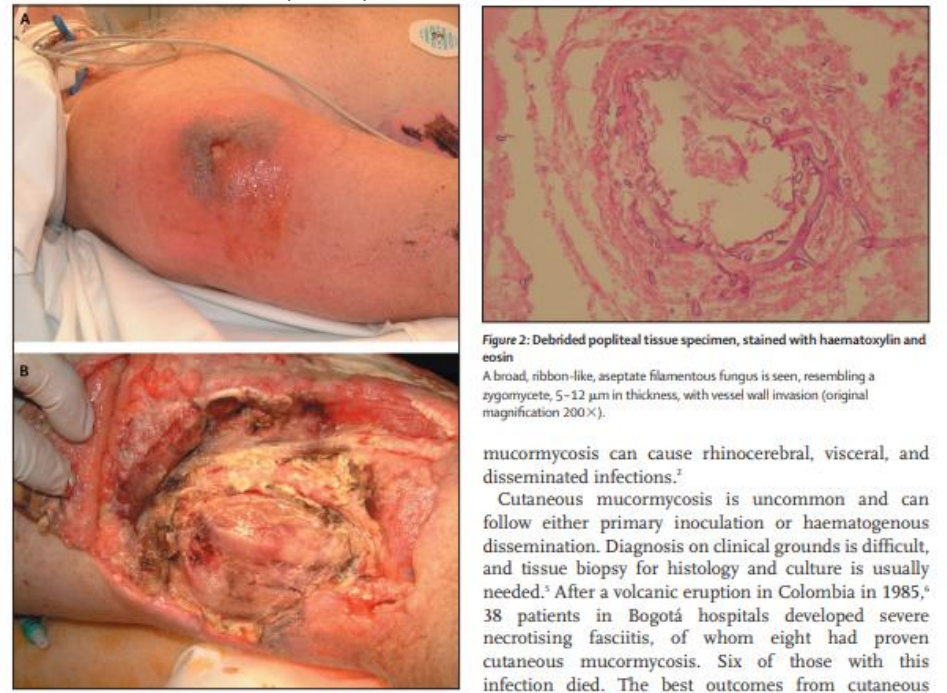 A
B
Figure 2: Debrided popliteal tissue specimen, stained with haematoxylin and
eosin
A broad, ribbon-like, aseptate filamentous fungus is seen, resembling a
zygomycete, 5–12 μm in thickness, with vessel wall invasion (original
magnification 200×).
mucormycosis can cause rhinocerebral, visceral, and
disseminated infections.²
Cutaneous mucormycosis is uncommon and can
follow either primary inoculation or haematogenous
dissemination. Diagnosis on clinical grounds is difficult,
and tissue biopsy for histology and culture is usually
needed.⁵ After a volcanic eruption in Colombia in 1985,⁶
38 patients in Bogotá hospitals developed severe
necrotising fasciitis, of whom eight had proven
cutaneous mucormycosis. Six of those with this
infection died. The best outcomes from cutaneous